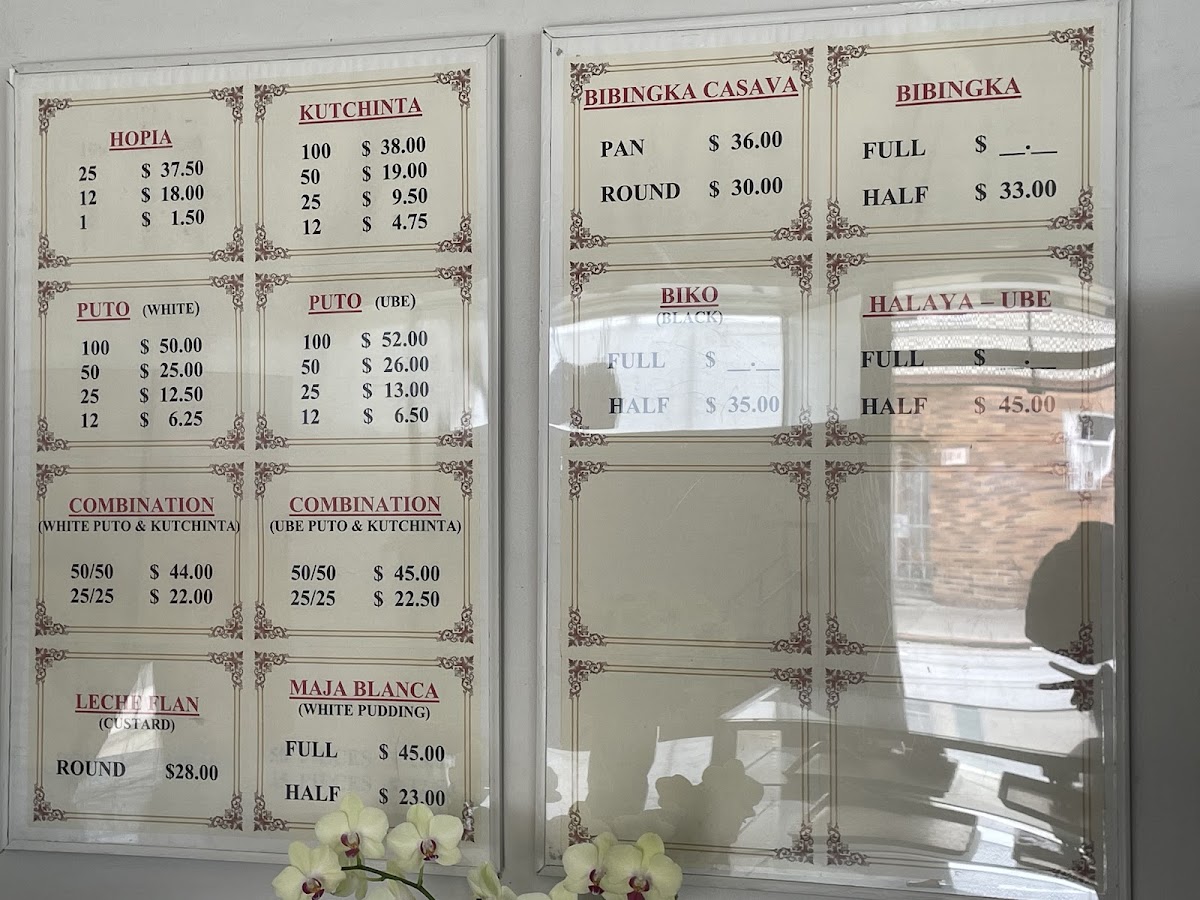 HOPIA
25 $ 37.50
12 $ 18.00
1 $ 1.50
KUTCHINTA
100 $ 38.00
50 $ 19.00
25 $ 9.50
12 $ 4.75
PUTO (WHITE)
100 $ 50.00
50 $ 25.00
25 $ 12.50
12 $ 6.25
PUTO (UBE)
100 $ 52.00
50 $ 26.00
25 $ 13.00
12 $ 6.50
COMBINATION
(WHITE PUTO & KUTCHINTA)
50/50 $ 44.00
25/25 $ 22.00
COMBINATION
(UBE PUTO & KUTCHINTA)
50/50 $ 45.00
25/25 $ 22.50
LECHE FLAN
(CUSTARD)
ROUND $28.00
MAJA BLANCA
(WHITE PUDDING)
FULL $ 45.00
HALF $ 23.00
BIBINGKA CASAVA
PAN $ 36.00
ROUND $ 30.00
BIBINGKA
FULL $ __.__
HALF $ 33.00
BIKO
(BLACK)
FULL $ __.__
HALF $ 35.00
HALAYA – UBE
FULL $ __.__
HALF $ 45.00